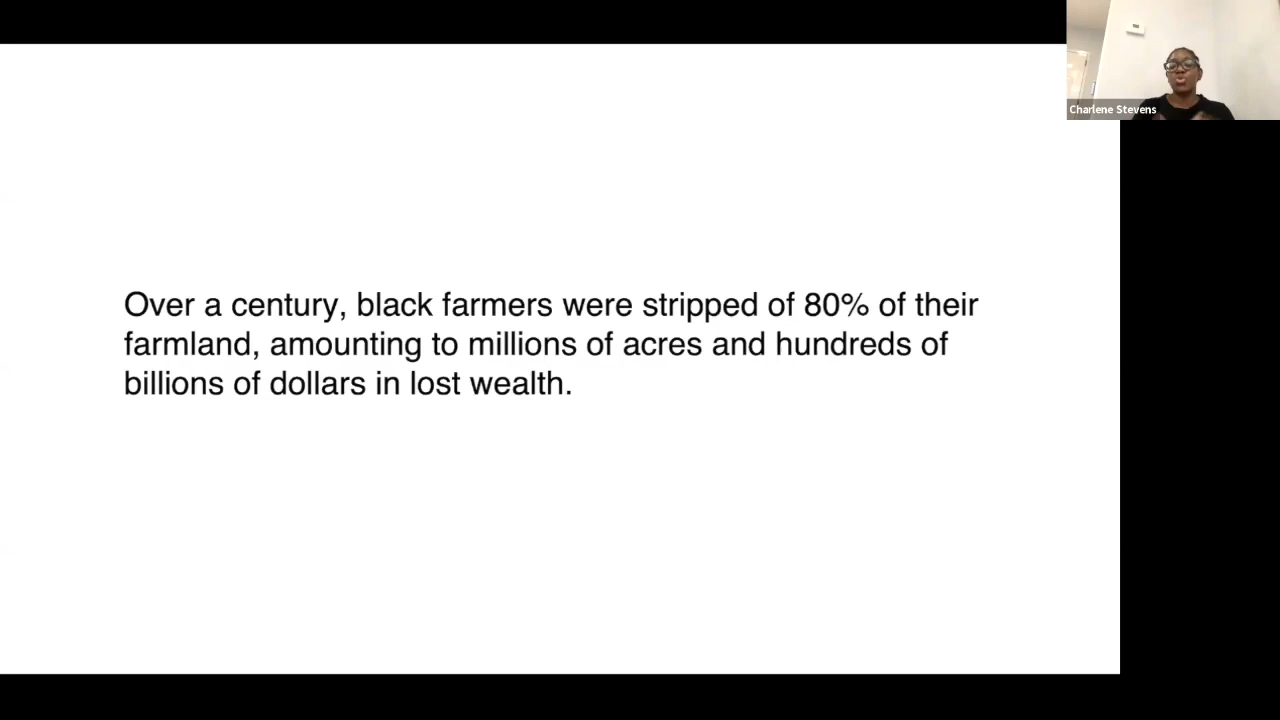 Charlene Stevens
Over a century, black farmers were stripped of 80% of their
farmland, amounting to millions of acres and hundreds of
billions of dollars in lost wealth.